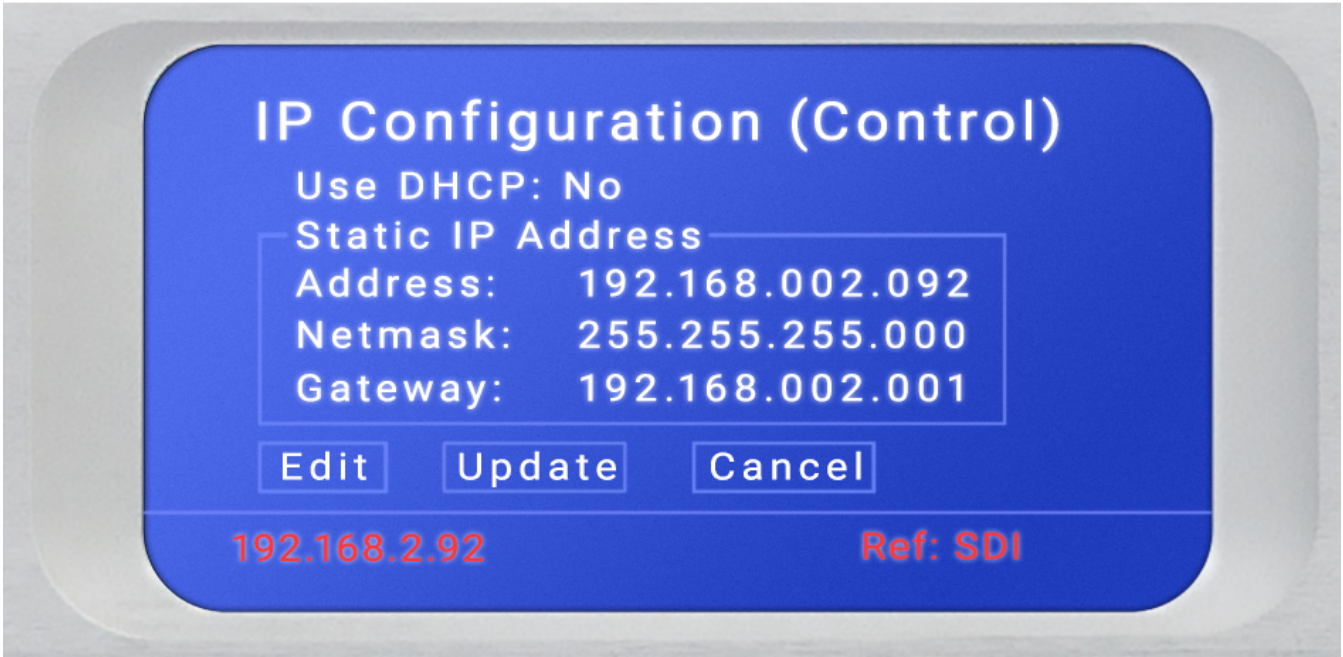 IP Configuration (Control)
Use DHCP: No
Static IP Address
Address: 192.168.002.092
Netmask: 255.255.255.000
Gateway: 192.168.002.001
Edit Update Cancel
192.168.2.92 Ref: SDI